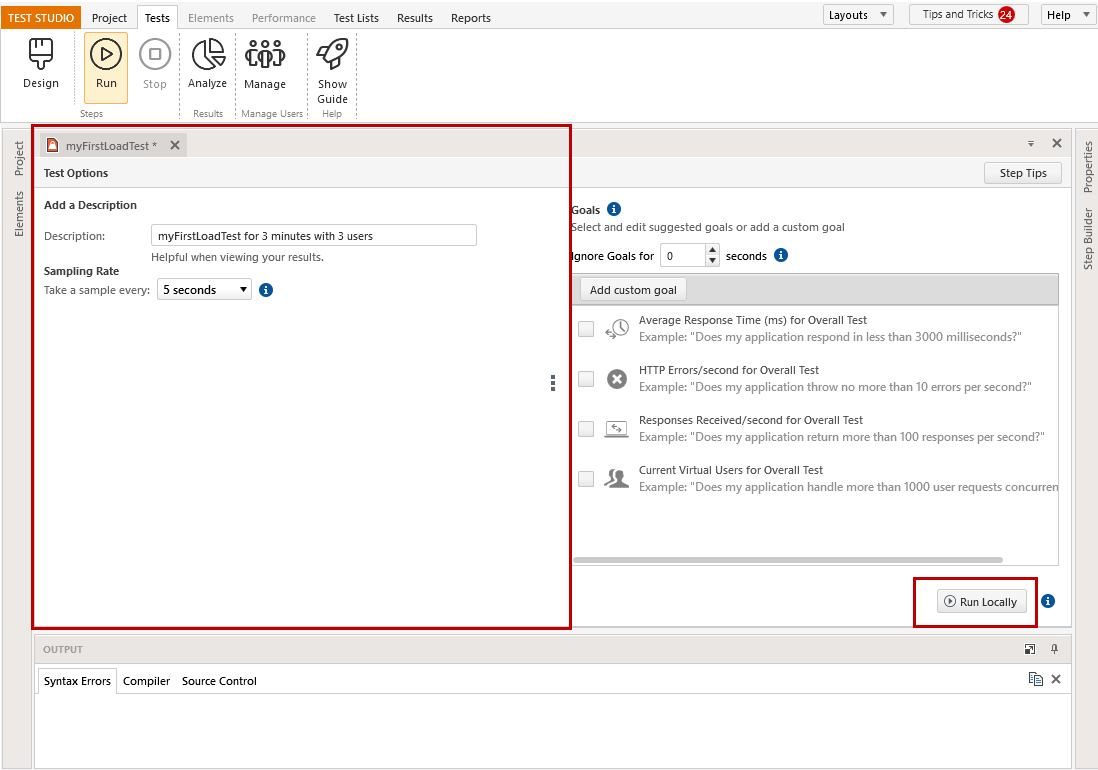 TEST STUDIO Project Tests Elements Performance Test Lists Results Reports Layouts Tips and Tricks 24 Help
Design Run Stop Analyze Manage Show Guide
Steps Results Manage Users Help
Project
Elements
myFirstLoadTest *
Test Options
Step Tips
Add a Description
Description: myFirstLoadTest for 3 minutes with 3 users
Helpful when viewing your results.
Sampling Rate
Take a sample every: 5 seconds
Goals
Select and edit suggested goals or add a custom goal
Ignore Goals for 0 seconds
Add custom goal
Average Response Time (ms) for Overall Test
Example: "Does my application respond in less than 3000 milliseconds?"
HTTP Errors/second for Overall Test
Example: "Does my application throw no more than 10 errors per second?"
Responses Received/second for Overall Test
Example: "Does my application return more than 100 responses per second?"
Current Virtual Users for Overall Test
Example: "Does my application handle more than 1000 user requests concurren
Run Locally
Properties
Step Builder
OUTPUT
Syntax Errors Compiler Source Control